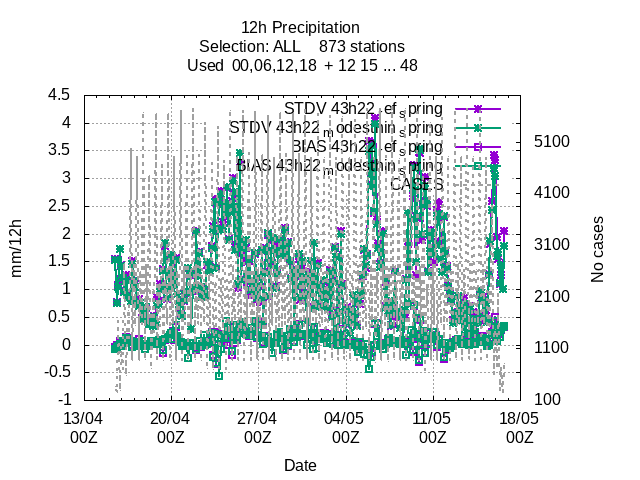 12h Precipitation
Selection: ALL 873 stations
Used 00,06,12,18 + 12 15 ... 48
STDV 43h22_ef_spring
STDV 43h22_modesthin_spring
BIAS 43h22_ef_spring
BIAS 43h22_modesthin_spring
CASES
4.5
4
3.5
3
2.5
2
1.5
1
0.5
0
-0.5
-1
mm/12h
5100
4100
3100
2100
1100
100
No cases
13/04 20/04 27/04 04/05 11/05 18/05
00Z 00Z 00Z 00Z 00Z 00Z
Date